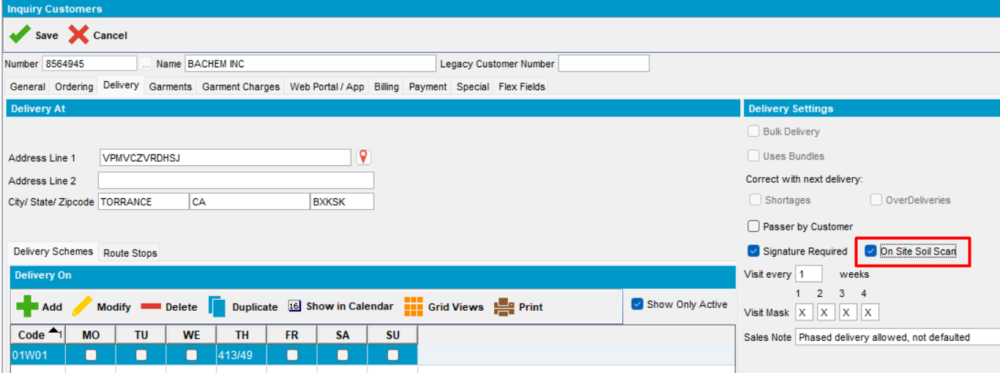 Inquiry Customers
Save Cancel
Number 8564945 ... Name BACHEM INC Legacy Customer Number
General Ordering Delivery Garments Garment Charges Web Portal / App Billing Payment Special Flex Fields
Delivery At
Address Line 1 VPMVCZVRDHSJ
Address Line 2
City/ State/ Zipcode TORRANCE CA BXKSK
Delivery Schemes Route Stops
Delivery On
Add Modify Delete Duplicate 16 Show in Calendar Grid Views Print Show Only Active
Code 1 MO TU WE TH FR SA SU
01W01 413/49
Delivery Settings
Bulk Delivery
Uses Bundles
Correct with next delivery:
Shortages OverDeliveries
Passer by Customer
Signature Required On Site Soil Scan
Visit every 1 weeks
1 2 3 4
Visit Mask X X X X
Sales Note Phased delivery allowed, not defaulted